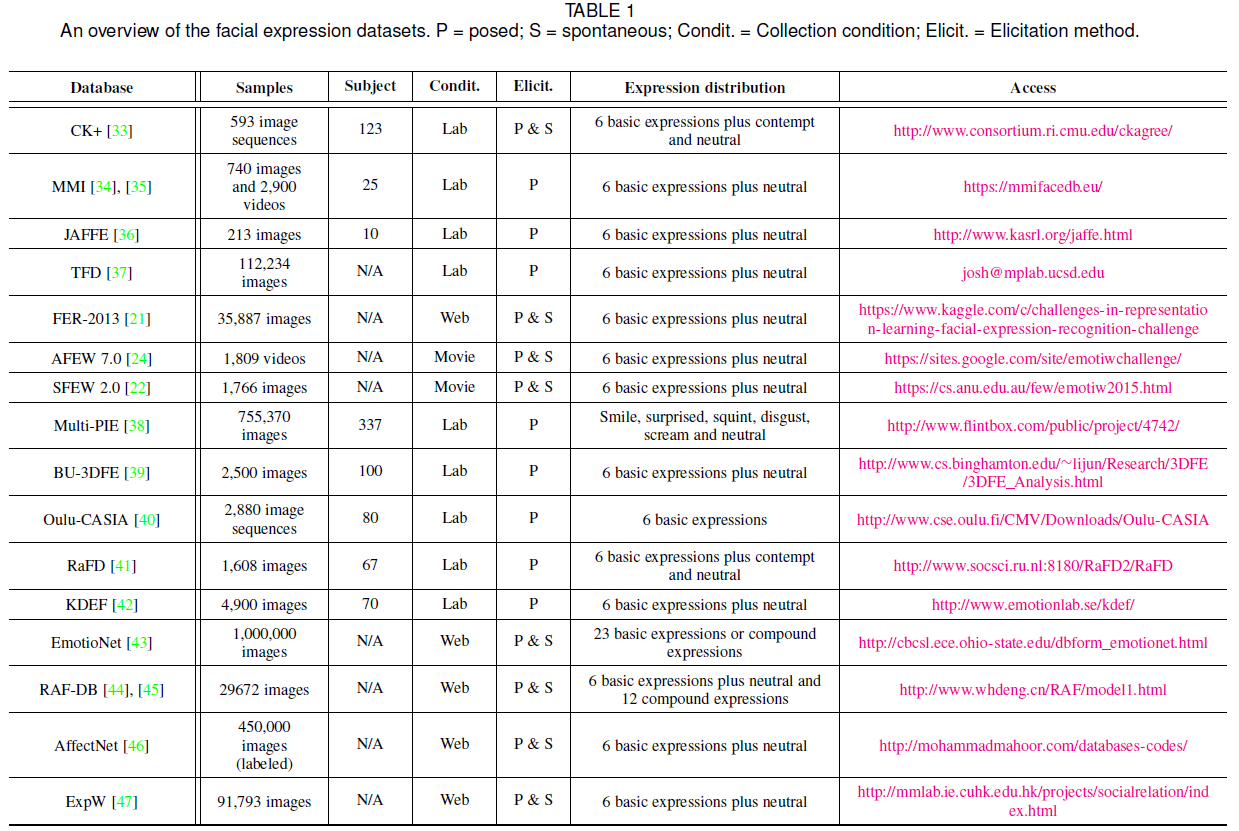 TABLE 1
An overview of the facial expression datasets. P = posed; S = spontaneous; Condit. = Collection condition; Elicit. = Elicitation method.
Database Samples Subject Condit. Elicit. Expression distribution Access
CK+ [33] 593 image sequences 123 Lab P & S 6 basic expressions plus contempt and neutral http://www.consortium.ri.cmu.edu/ckagree/
MMI [34], [35] 740 images and 2,900 videos 25 Lab P 6 basic expressions plus neutral https://mmifacedb.eu/
JAFFE [36] 213 images 10 Lab P 6 basic expressions plus neutral http://www.kasrl.org/jaffe.html
TFD [37] 112,234 images N/A Lab P 6 basic expressions plus neutral josh@mplab.ucsd.edu
FER-2013 [21] 35,887 images N/A Web P & S 6 basic expressions plus neutral https://www.kaggle.com/c/challenges-in-representation-learning-facial-expression-recognition-challenge
AFEW 7.0 [24] 1,809 videos N/A Movie P & S 6 basic expressions plus neutral https://sites.google.com/site/emotiwchallenge/
SFEW 2.0 [22] 1,766 images N/A Movie P & S 6 basic expressions plus neutral https://cs.anu.edu.au/few/emotiw2015.html
Multi-PIE [38] 755,370 images 337 Lab P Smile, surprised, squint, disgust, scream and neutral http://www.flintbox.com/public/project/4742/
BU-3DFE [39] 2,500 images 100 Lab P 6 basic expressions plus neutral http://www.cs.binghamton.edu/~lijun/Research/3DFE/3DFE_Analysis.html
Oulu-CASIA [40] 2,880 image sequences 80 Lab P 6 basic expressions http://www.cse.oulu.fi/CMV/Downloads/Oulu-CASIA
RaFD [41] 1,608 images 67 Lab P 6 basic expressions plus contempt and neutral http://www.socsci.ru.nl:8180/RaFD2/RaFD
KDEF [42] 4,900 images 70 Lab P 6 basic expressions plus neutral http://www.emotionlab.se/kdef/
EmotioNet [43] 1,000,000 images N/A Web P & S 23 basic expressions or compound expressions http://cbcsl.ece.ohio-state.edu/dbform_emotionet.html
RAF-DB [44], [45] 29672 images N/A Web P & S 6 basic expressions plus neutral and 12 compound expressions http://www.whdeng.cn/RAF/model1.html
AffectNet [46] 450,000 images (labeled) N/A Web P & S 6 basic expressions plus neutral http://mohammadmahoor.com/databases-codes/
ExpW [47] 91,793 images N/A Web P & S 6 basic expressions plus neutral http://mmlab.ie.cuhk.edu.hk/projects/socialrelation/index.html